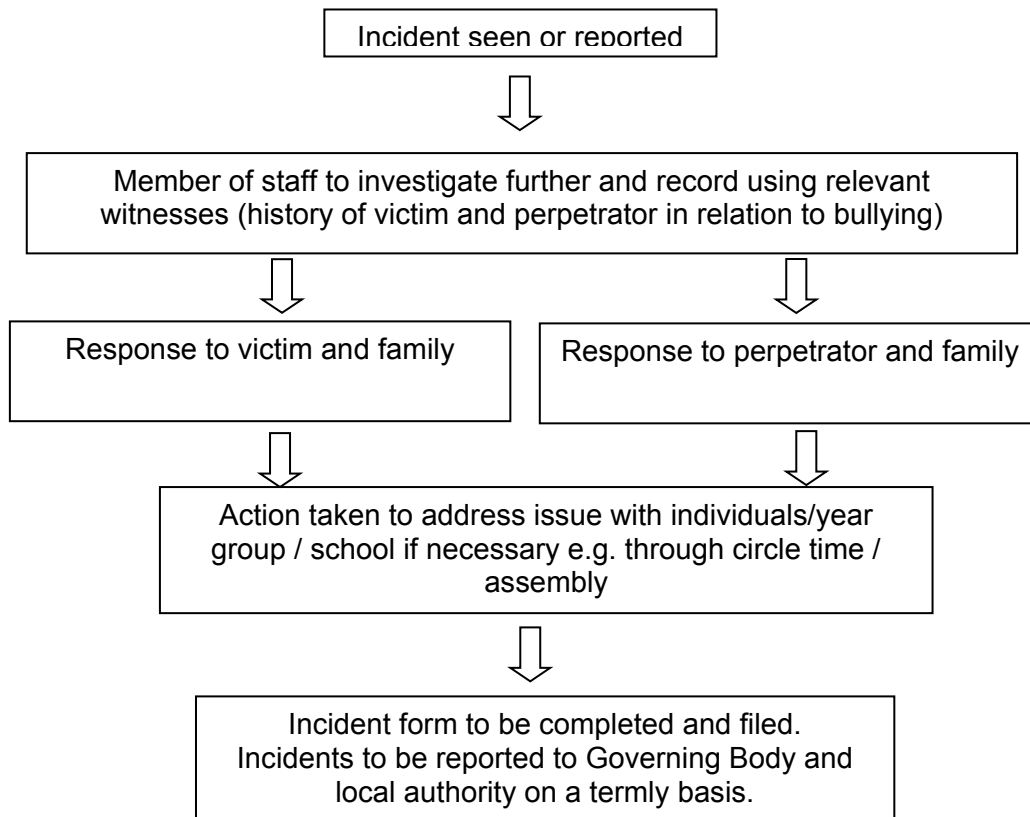 Incident seen or reported
Member of staff to investigate further and record using relevant
witnesses (history of victim and perpetrator in relation to bullying)
Response to victim and family
Response to perpetrator and family
Action taken to address issue with individuals/year
group / school if necessary e.g. through circle time /
assembly
Incident form to be completed and filed.
Incidents to be reported to Governing Body and
local authority on a termly basis.